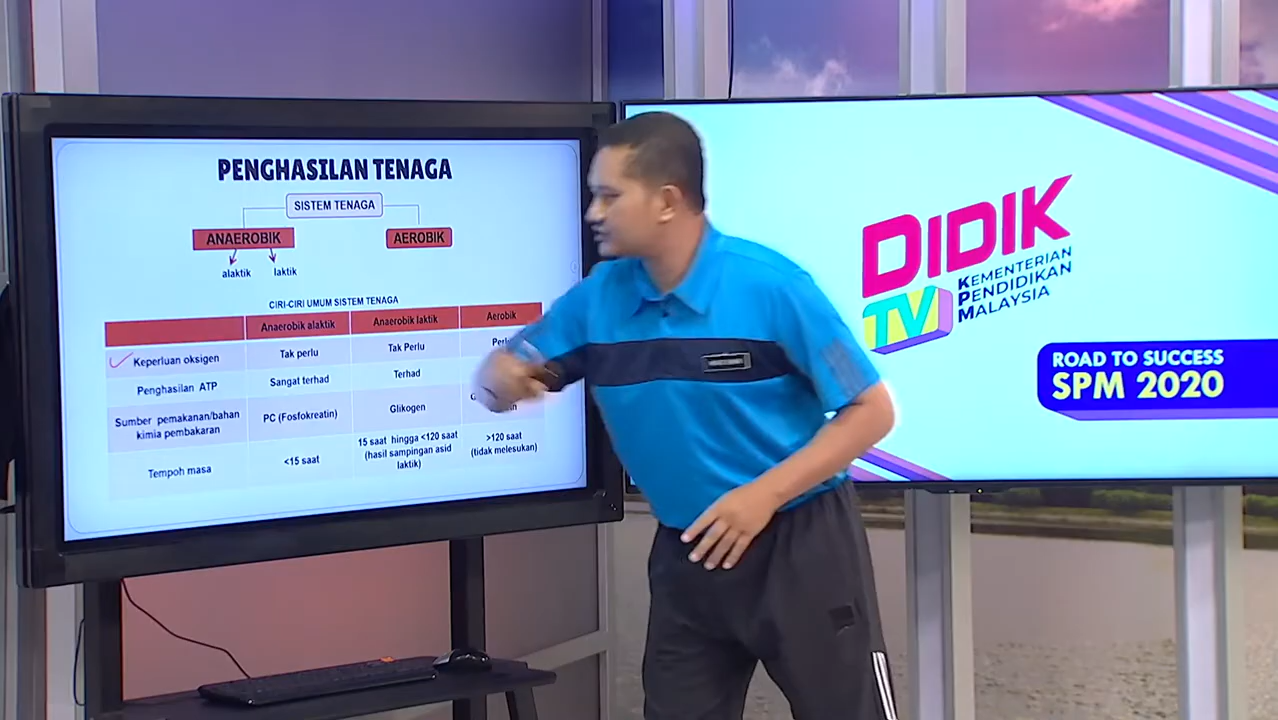 PENGHASILAN TENAGA
SISTEM TENAGA
ANAEROBIK
AEROBIK
alaktik
laktik
CIRI-CIRI UMUM SISTEM TENAGA
Anaerobik alaktik
Anaerobik laktik
Aerobik
Keperluan oksigen
Tak perlu
Tak Perlu
Penghasilan ATP
Sangat terhad
Terhad
Sumber pemakanan/bahan
kimia pembakaran
PC (Fosfokreatin)
Glikogen
Tempoh masa
<15 saat
15 saat hingga <120 saat
(hasil sampingan asid
laktik)
>120 saat
(tidak melesukan)
DIDIK
TV
KEMENTERIAN
PENDIDIKAN
MALAYSIA
ROAD TO SUCCESS
SPM 2020